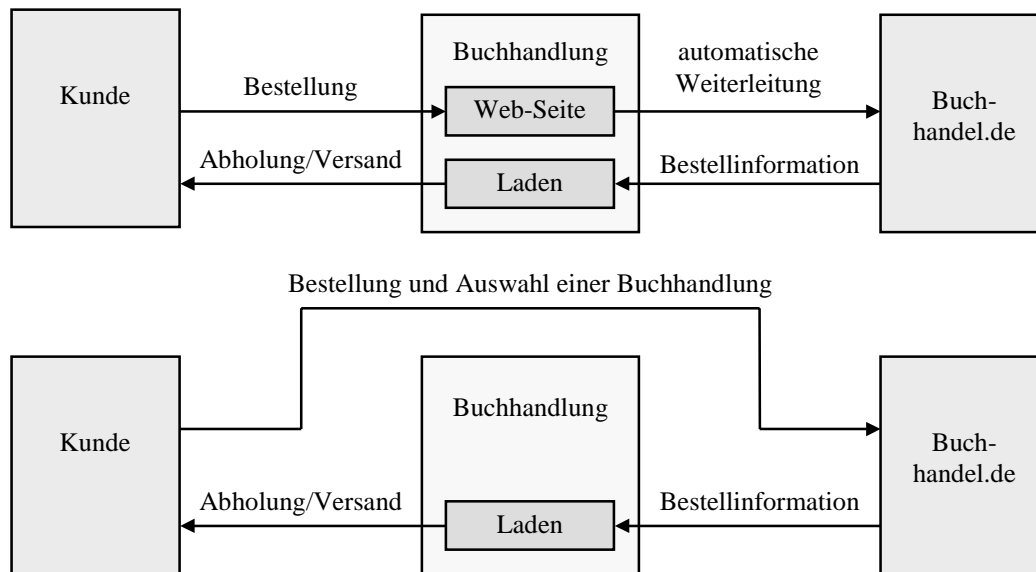 Buchhandlung
automatische
Weiterleitung
Kunde
Bestellung
Web-Seite
Buch-
handel.de
Abholung/Versand
Laden
Bestellinformation
Bestellung und Auswahl einer Buchhandlung
Buchhandlung
Kunde
Buch-
handel.de
Abholung/Versand
Laden
Bestellinformation